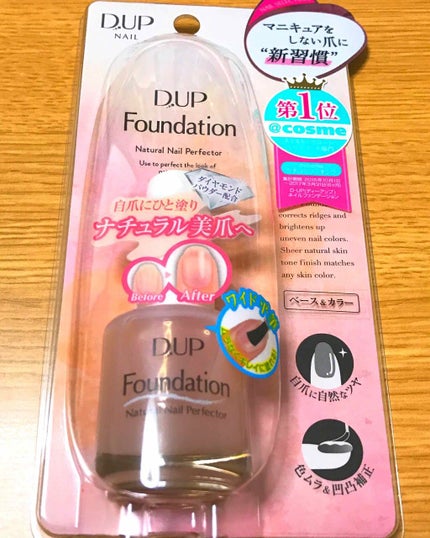 D.UP
NAIL
マニキュアを
しない爪に
“新習慣”
第1位
@cosme
D.UP
Foundation
Natural Nail Perfector
Use to perfect the look of
ダイヤモンド
パウダー配合
自爪にひと塗り
ナチュラル美爪へ
Before
After
corrects ridges and
brightens up
uneven nail colors.
Sheer natural skin
tone finish matches
any skin color.
ベース&カラー
ワイドオーバル
D.UP
Foundation
Natural Nail Perfector
自爪に自然なツヤ
色ムラ&凹凸補正